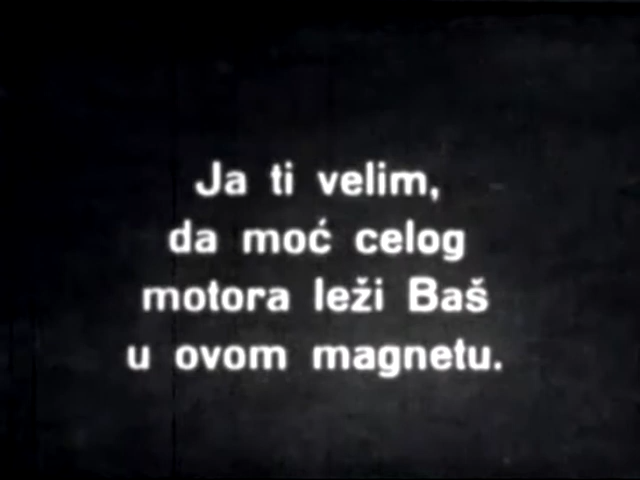 Ja ti velim,
da moć celog
motora leži Baš
u ovom magnetu.